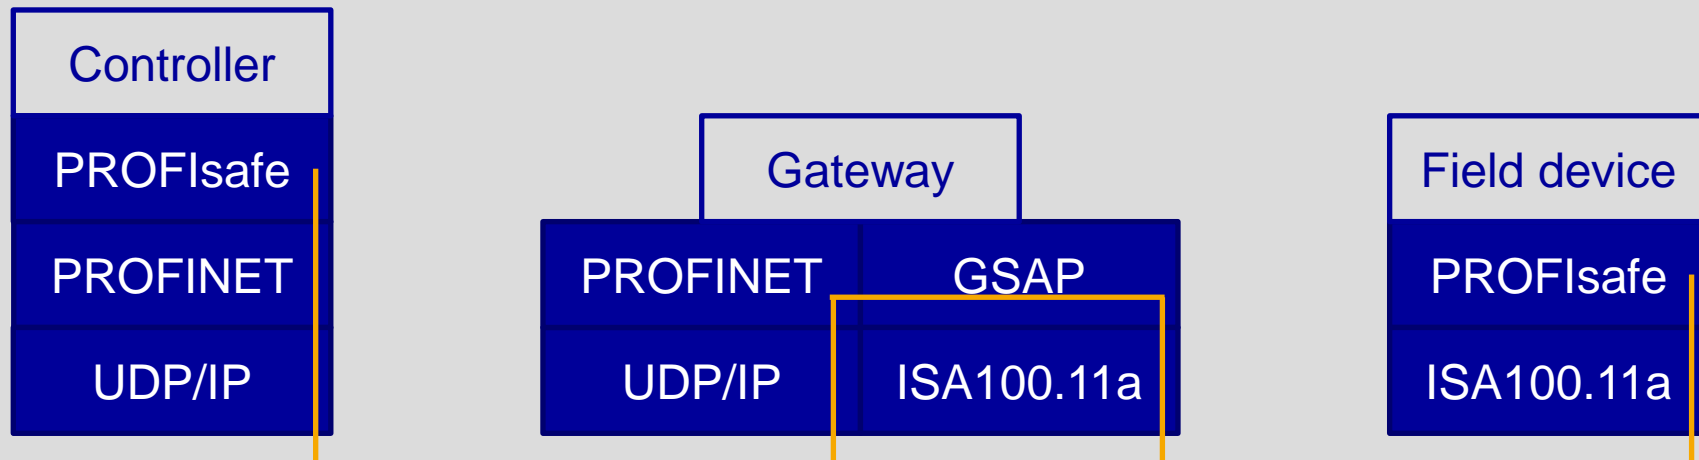 Controller
PROFIsafe
PROFINET
UDP/IP
Gateway
PROFINET
GSAP
UDP/IP
ISA100.11a
Field device
PROFIsafe
ISA100.11a